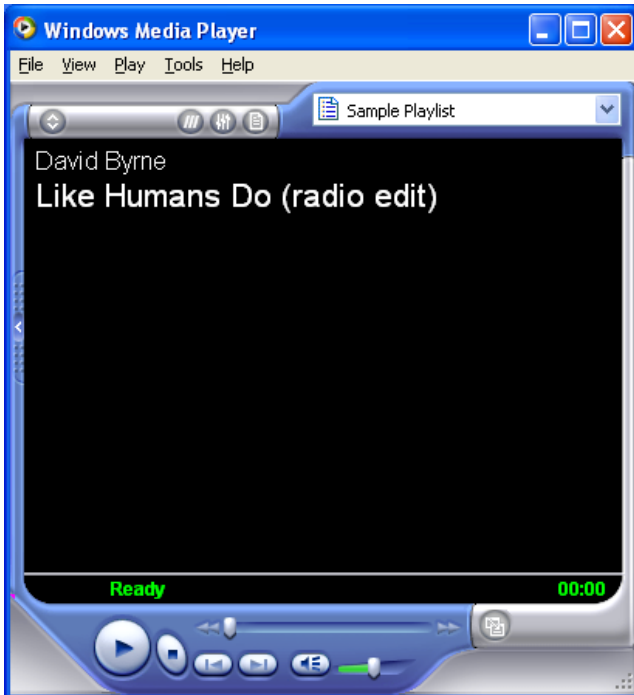 Windows Media Player
File View Play Tools Help
Sample Playlist
David Byrne
Like Humans Do (radio edit)
Ready 00:00